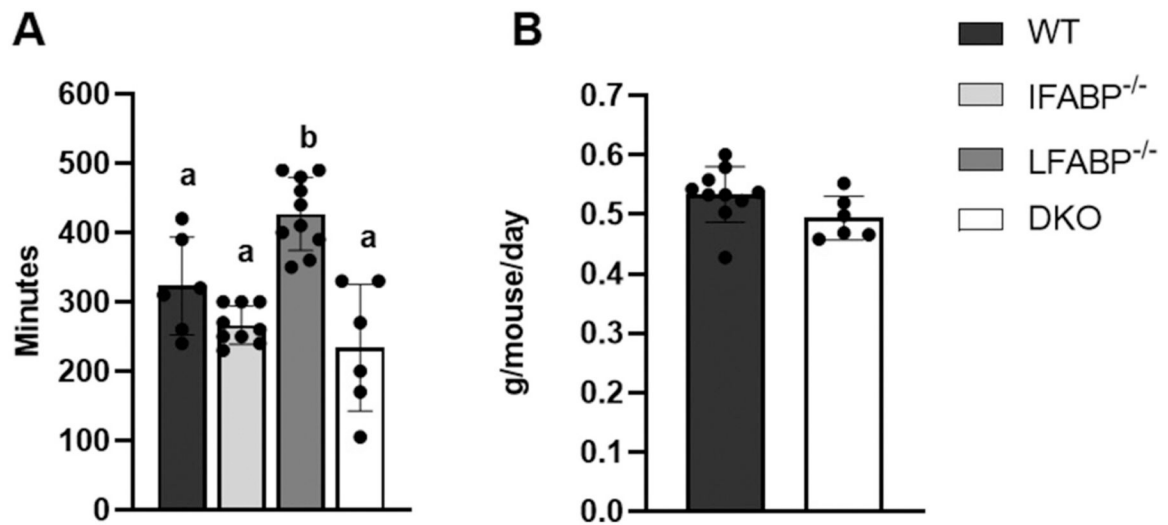 A
Minutes
600
500
400
300
200
100
0
a
a
b
a
B
g/mouse/day
0.7
0.6
0.5
0.4
0.3
0.2
0.1
0.0
WT
IFABP-/-
LFABP-/-
DKO